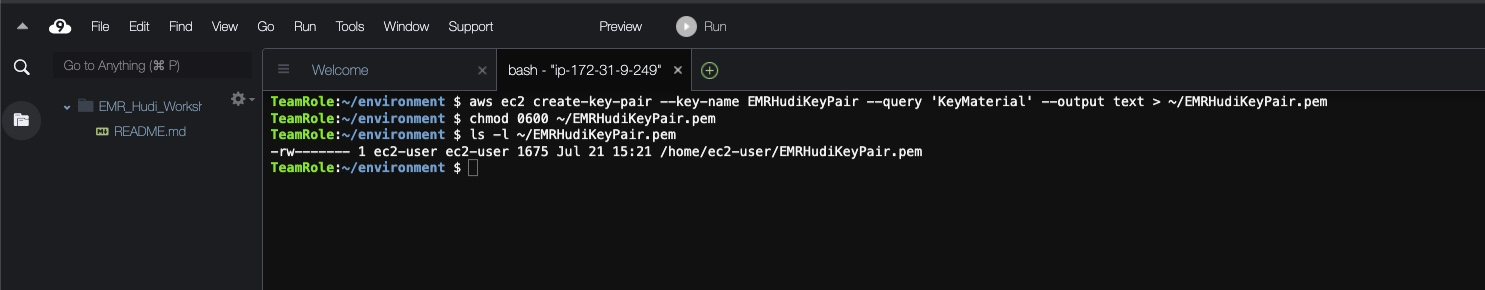 9 File Edit Find View Go Run Tools Window Support Preview Run
Go to Anything (⌘ P)
Welcome × bash - "ip-172-31-9-249" ×
EMR_Hudi_Worksh
README.md
TeamRole:~/environment $ aws ec2 create-key-pair --key-name EMRHudiKeyPair --query 'KeyMaterial' --output text > ~/EMRHudiKeyPair.pem
TeamRole:~/environment $ chmod 0600 ~/EMRHudiKeyPair.pem
TeamRole:~/environment $ ls -l ~/EMRHudiKeyPair.pem
-rw------- 1 ec2-user ec2-user 1675 Jul 21 15:21 /home/ec2-user/EMRHudiKeyPair.pem
TeamRole:~/environment $